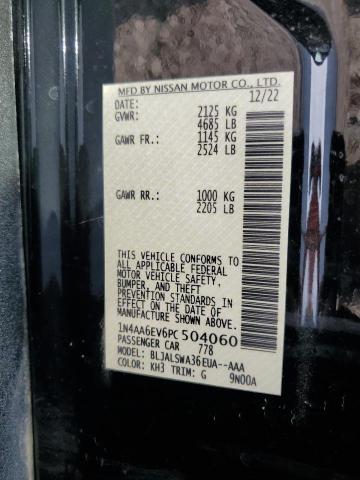 MFD BY NISSAN MOTOR CO., LTD.
DATE: 12/22
GVWR: 2125 KG
4685 LB
GAWR FR.: 1145 KG
2524 LB
GAWR RR.: 1000 KG
2205 LB
THIS VEHICLE CONFORMS TO
ALL APPLICABLE FEDERAL
MOTOR VEHICLE SAFETY,
BUMPER, AND THEFT
PREVENTION STANDARDS IN
EFFECT ON THE DATE OF
MANUFACTURE SHOWN ABOVE.
1N4AA6EV6PC504060
PASSENGER CAR 778
MODEL: BLJALSWA36EUA--AAA
COLOR: KH3 TRIM: G 9N00A